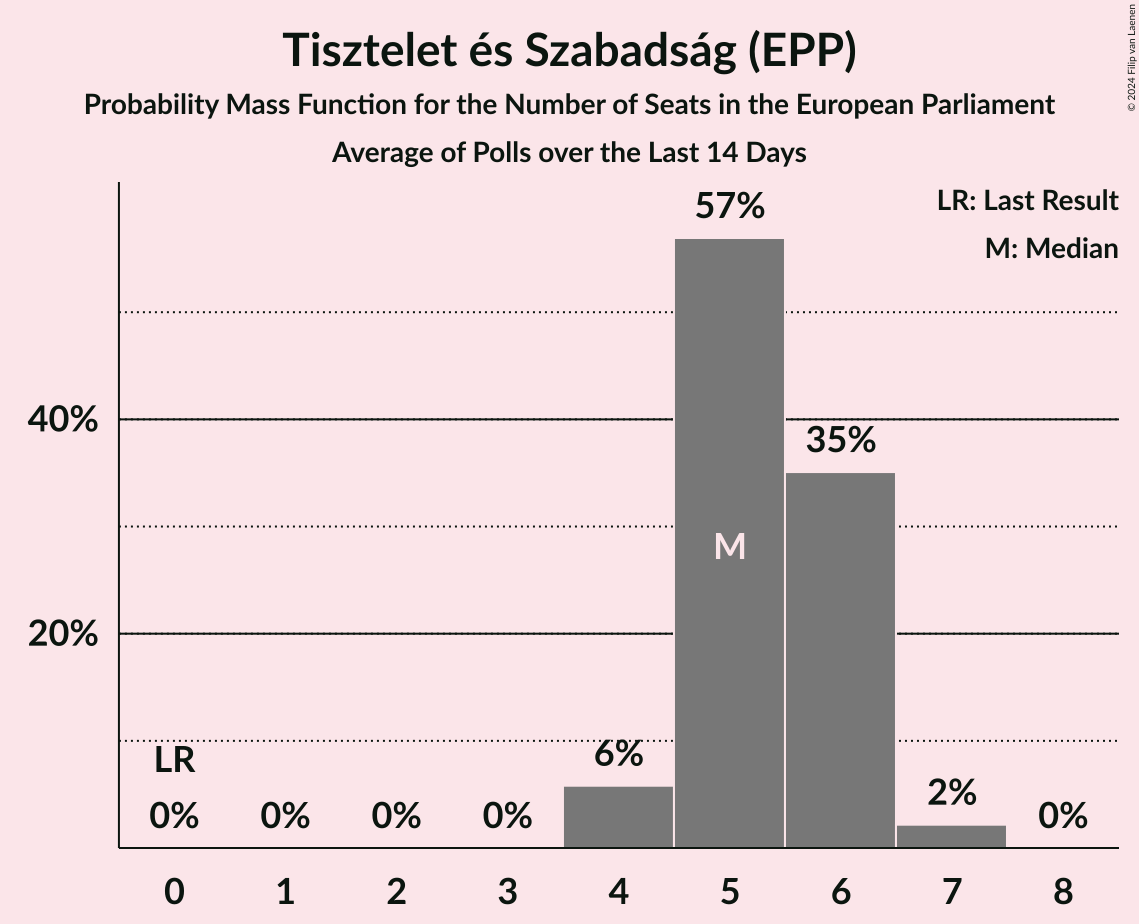 Tisztelet és Szabadság (EPP)
Probability Mass Function for the Number of Seats in the European Parliament
Average of Polls over the Last 14 Days
© 2024 Filip van Laenen
LR: Last Result
M: Median
57%
40%
35%
M
20%
LR
6%
2%
0% 0% 0% 0% 0%
0 1 2 3 4 5 6 7 8